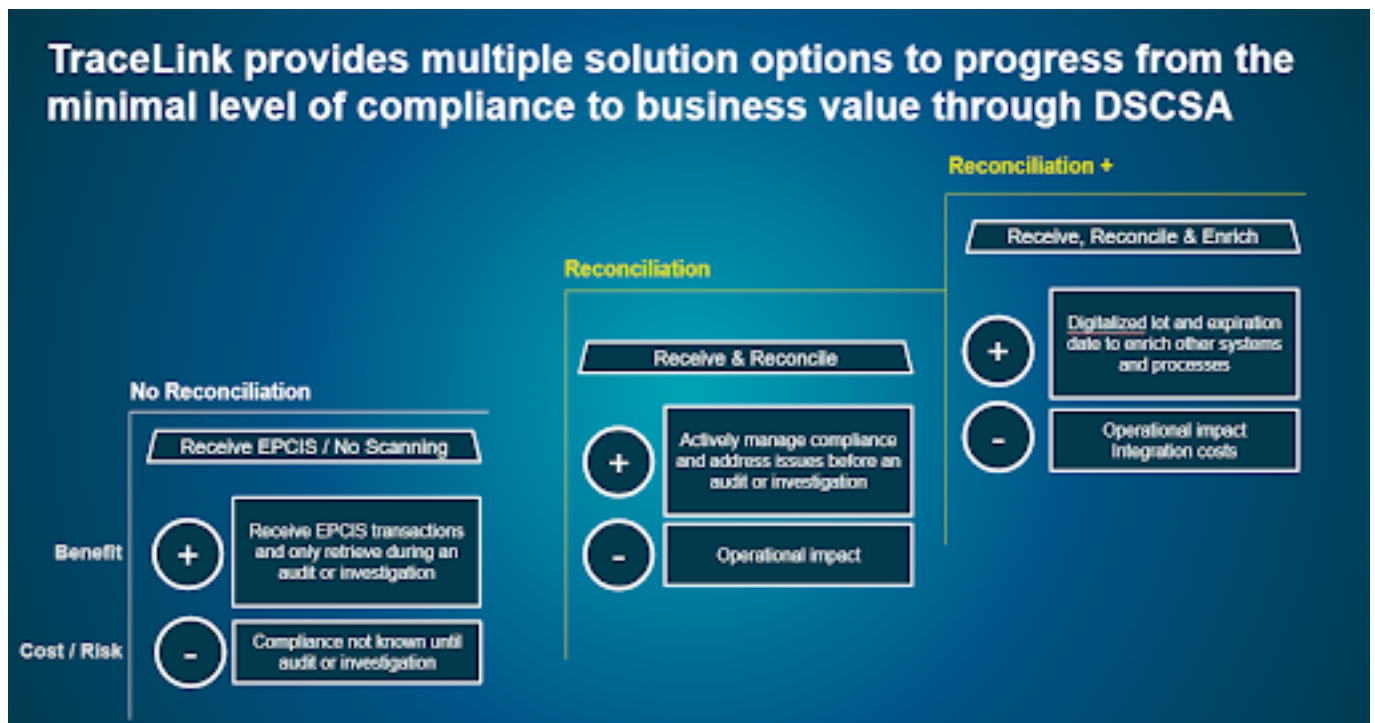 TraceLink provides multiple solution options to progress from the
minimal level of compliance to business value through DSCSA
No Reconciliation
Receive EPCIS / No Scanning
Benefit
+
Receive EPCIS transactions
and only retrieve during an
audit or investigation
Cost / Risk
-
Compliance not known until
audit or investigation
Reconciliation
Receive & Reconcile
+
Actively manage compliance
and address issues before an
audit or investigation
-
Operational impact
Reconciliation +
Receive, Reconcile & Enrich
+
Digitalized lot and expiration
date to enrich other systems
and processes
-
Operational impact
Integration costs